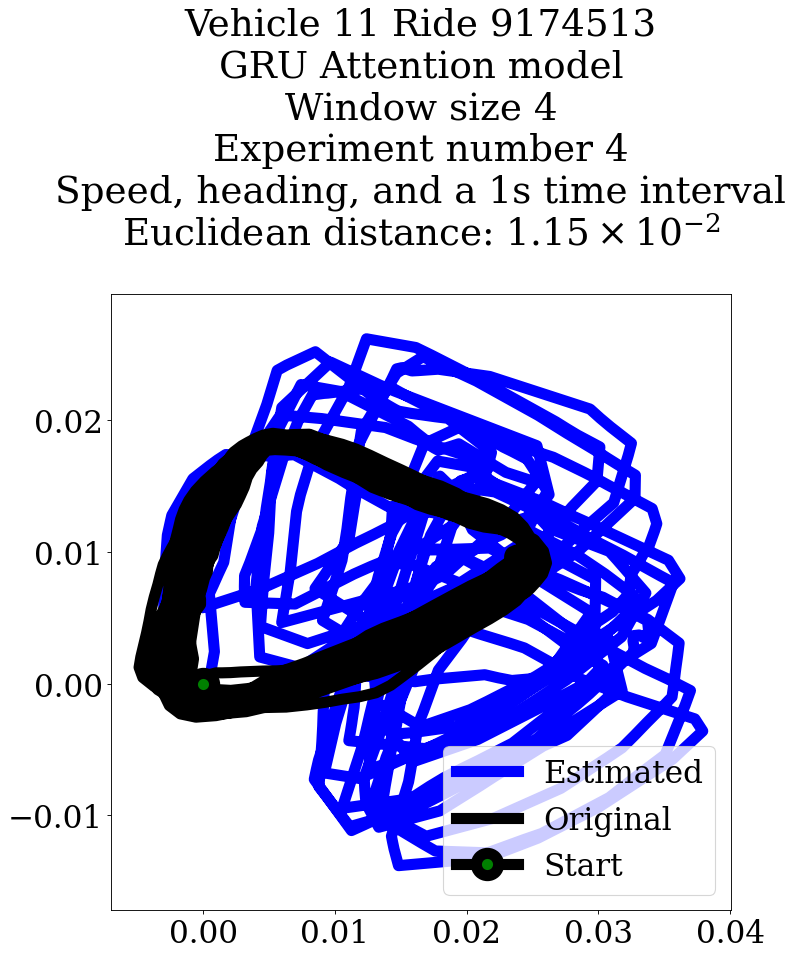 Vehicle 11 Ride 9174513
GRU Attention model
Window size 4
Experiment number 4
Speed, heading, and a 1s time interval
Euclidean distance: 1.15 × 10⁻²
0.02
0.01
0.00
−0.01
Estimated
Original
Start
0.00 0.01 0.02 0.03 0.04